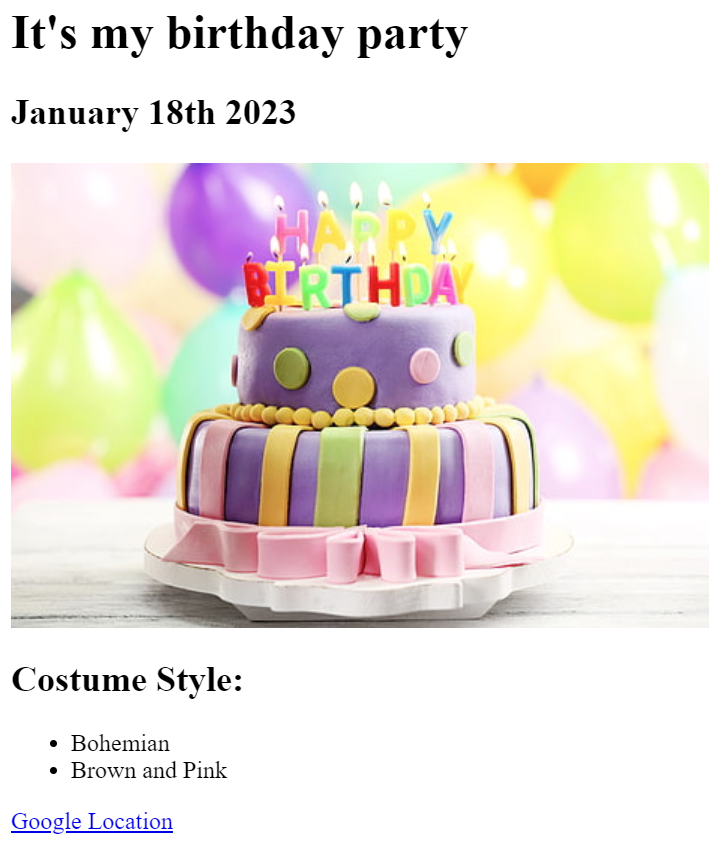 It's my birthday party
January 18th 2023
HAPPY
BIRTHDAY
Costume Style:
Bohemian
Brown and Pink
Google Location